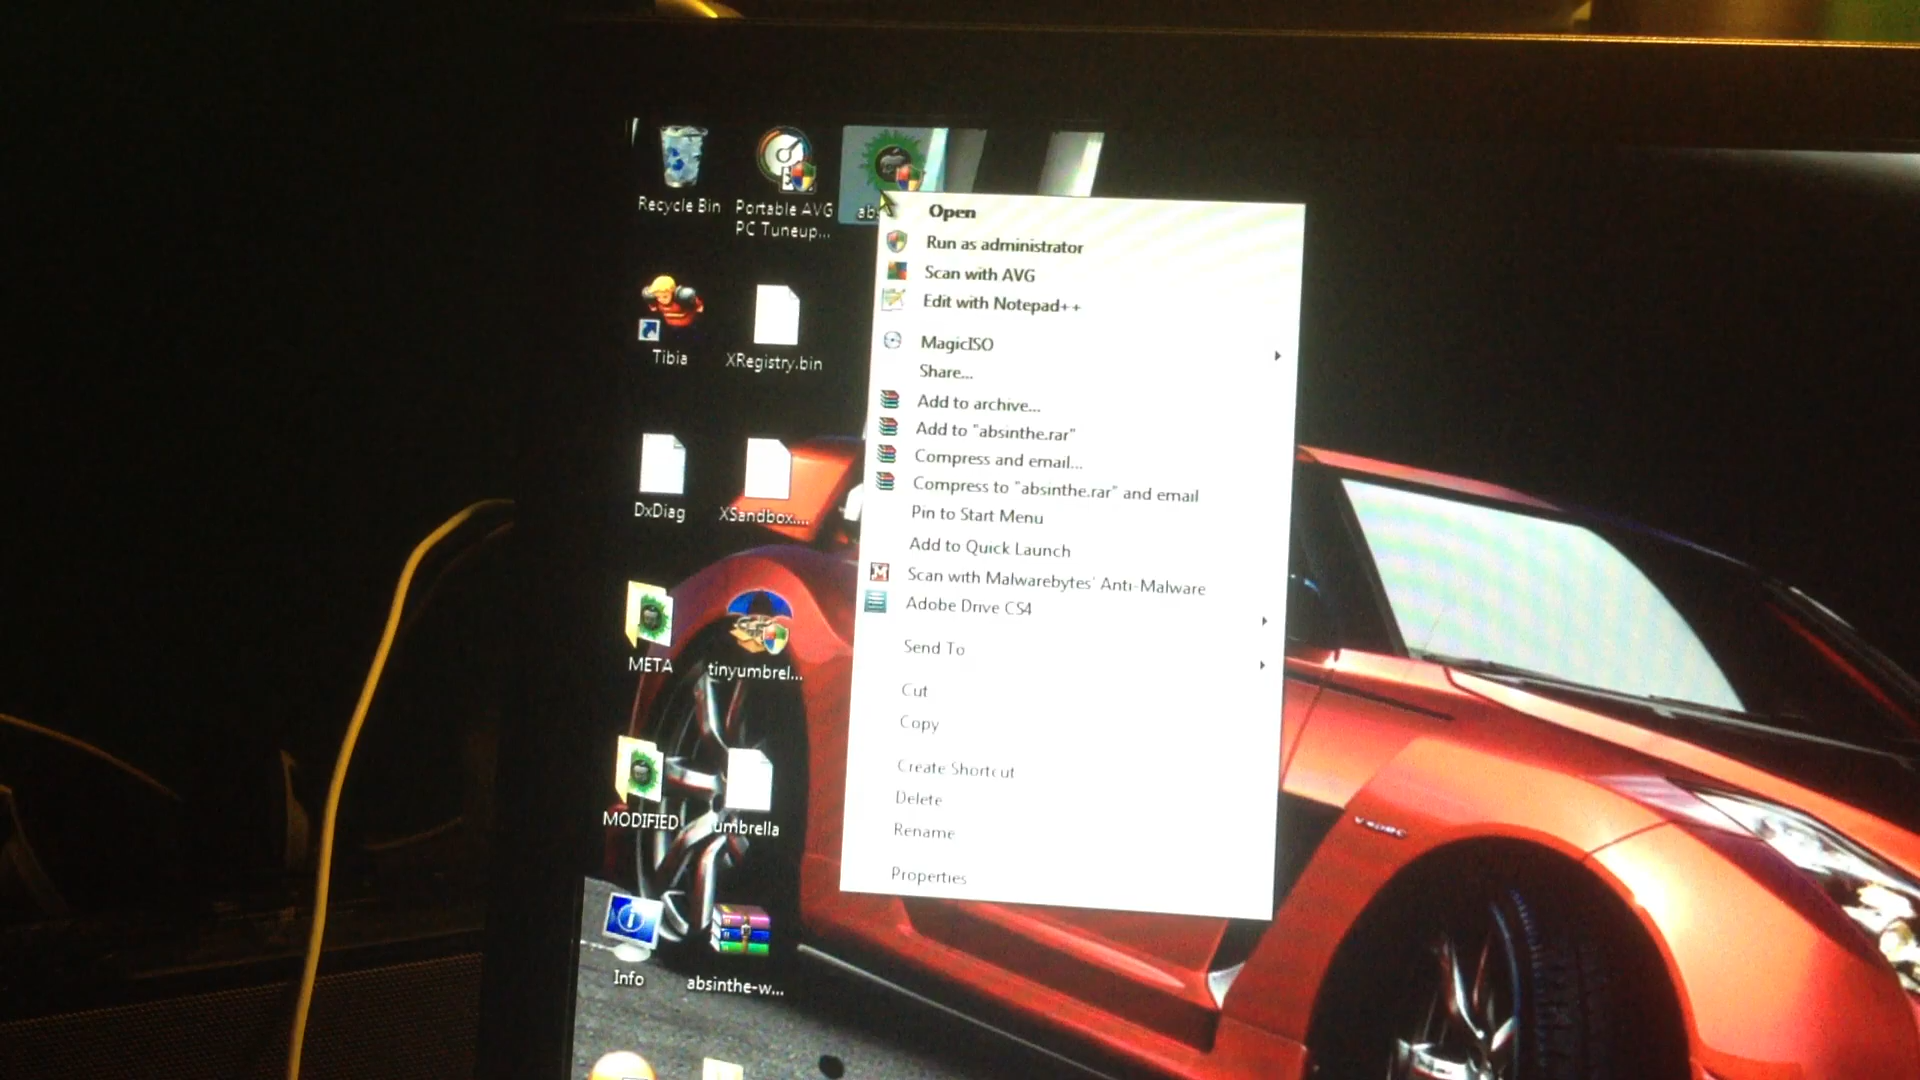 Recycle Bin
Portable AVG
PC Tuneup...
abs
Tibia
XRegistry.bin
DxDiag
XSandbox....
META
tinyumbrel...
MODIFIED
umbrella
Info
absinthe-w...
Open
Run as administrator
Scan with AVG
Edit with Notepad++
MagicISO
Share...
Add to archive...
Add to "absinthe.rar"
Compress and email...
Compress to "absinthe.rar" and email
Pin to Start Menu
Add to Quick Launch
Scan with Malwarebytes' Anti-Malware
Adobe Drive CS4
Send To
Cut
Copy
Create Shortcut
Delete
Rename
Properties